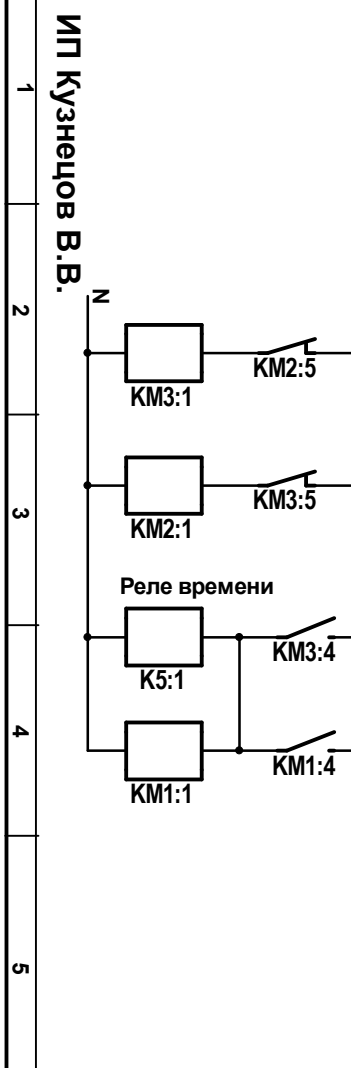 1
2
3
4
5
ИП Кузнецов В.В.
N
KM3:1
KM2:5
KM2:1
KM3:5
Реле времени
K5:1
KM3:4
KM1:1
KM1:4